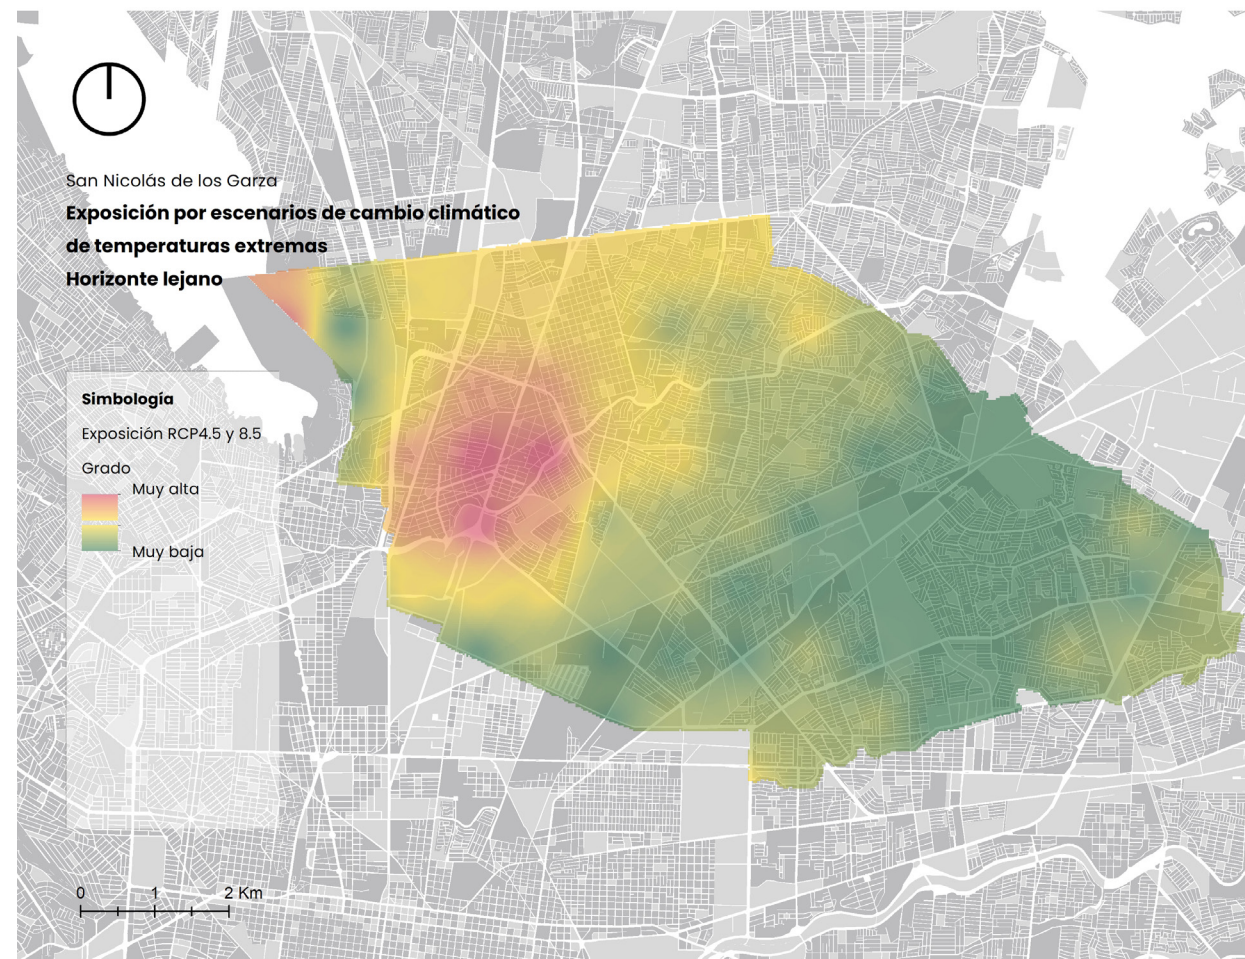 San Nicolás de los Garza
Exposición por escenarios de cambio climático
de temperaturas extremas
Horizonte lejano
Simbología
Exposición RCP4.5 y 8.5
Grado
Muy alta
Muy baja
0 1 2 Km